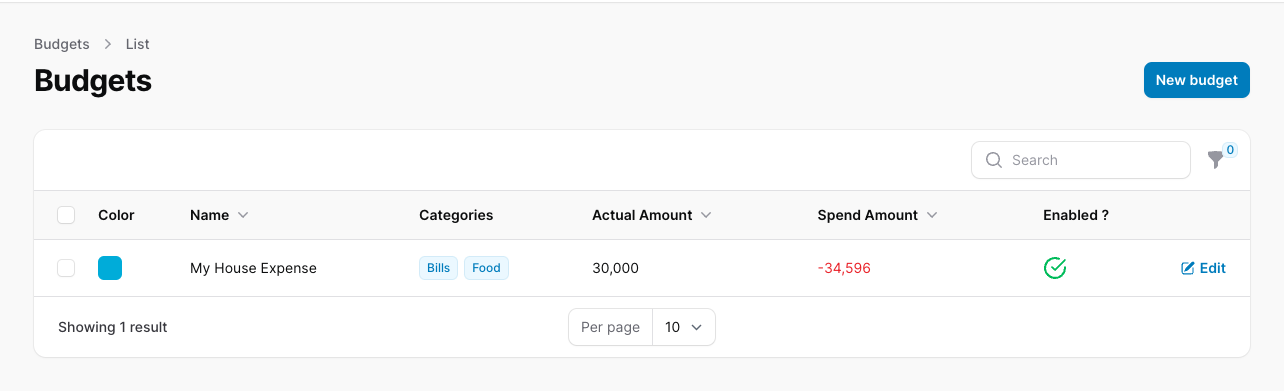 Budgets > List
Budgets
New budget
Search
0
Color Name Categories Actual Amount Spend Amount Enabled ?
My House Expense Bills Food 30,000 -34,596 Edit
Showing 1 result Per page 10